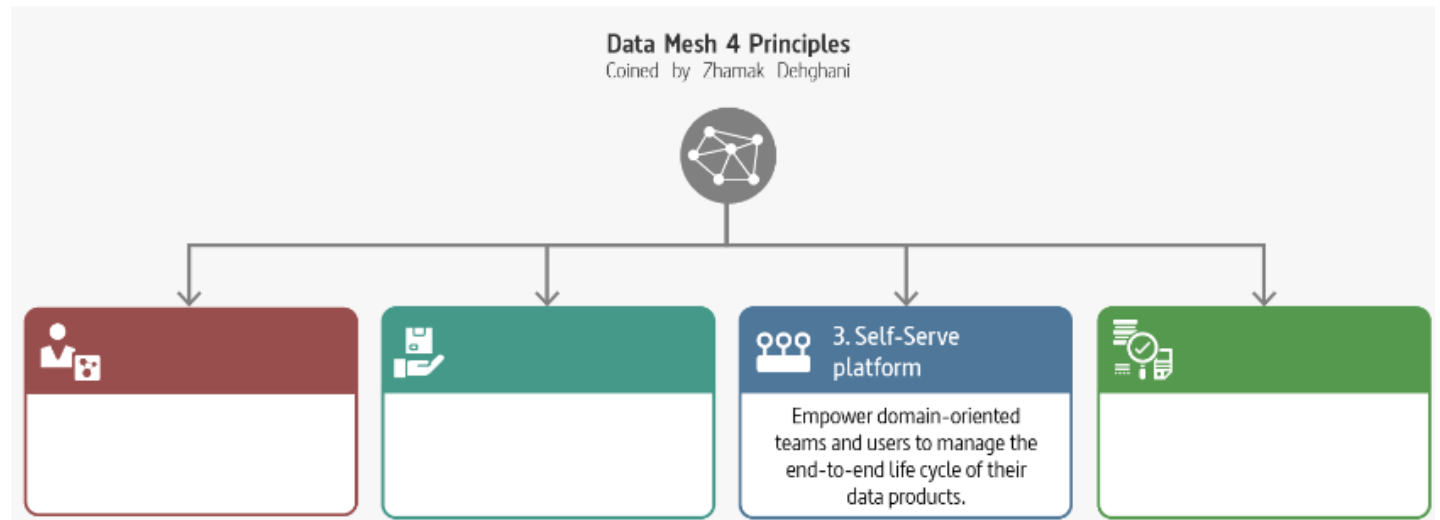 Data Mesh 4 Principles
Coined by Zhamak Dehghani
3. Self-Serve
platform
Empower domain-oriented
teams and users to manage the
end-to-end life cycle of their
data products.